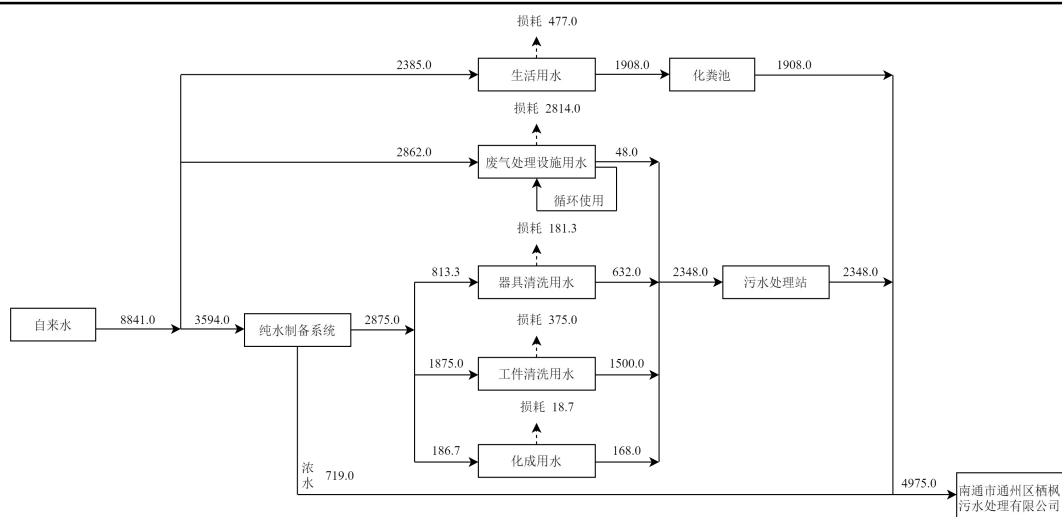 损耗 477.0
2385.0
生活用水
1908.0
化粪池
1908.0
损耗 2814.0
2862.0
废气处理设施用水
48.0
循环使用
损耗 181.3
813.3
器具清洗用水
632.0
2348.0
污水处理站
2348.0
自来水
8841.0
3594.0
纯水制备系统
2875.0
损耗 375.0
1875.0
工件清洗用水
1500.0
损耗 18.7
186.7
化成用水
168.0
浓水
719.0
4975.0
南通市通州区栖枫
污水处理有限公司